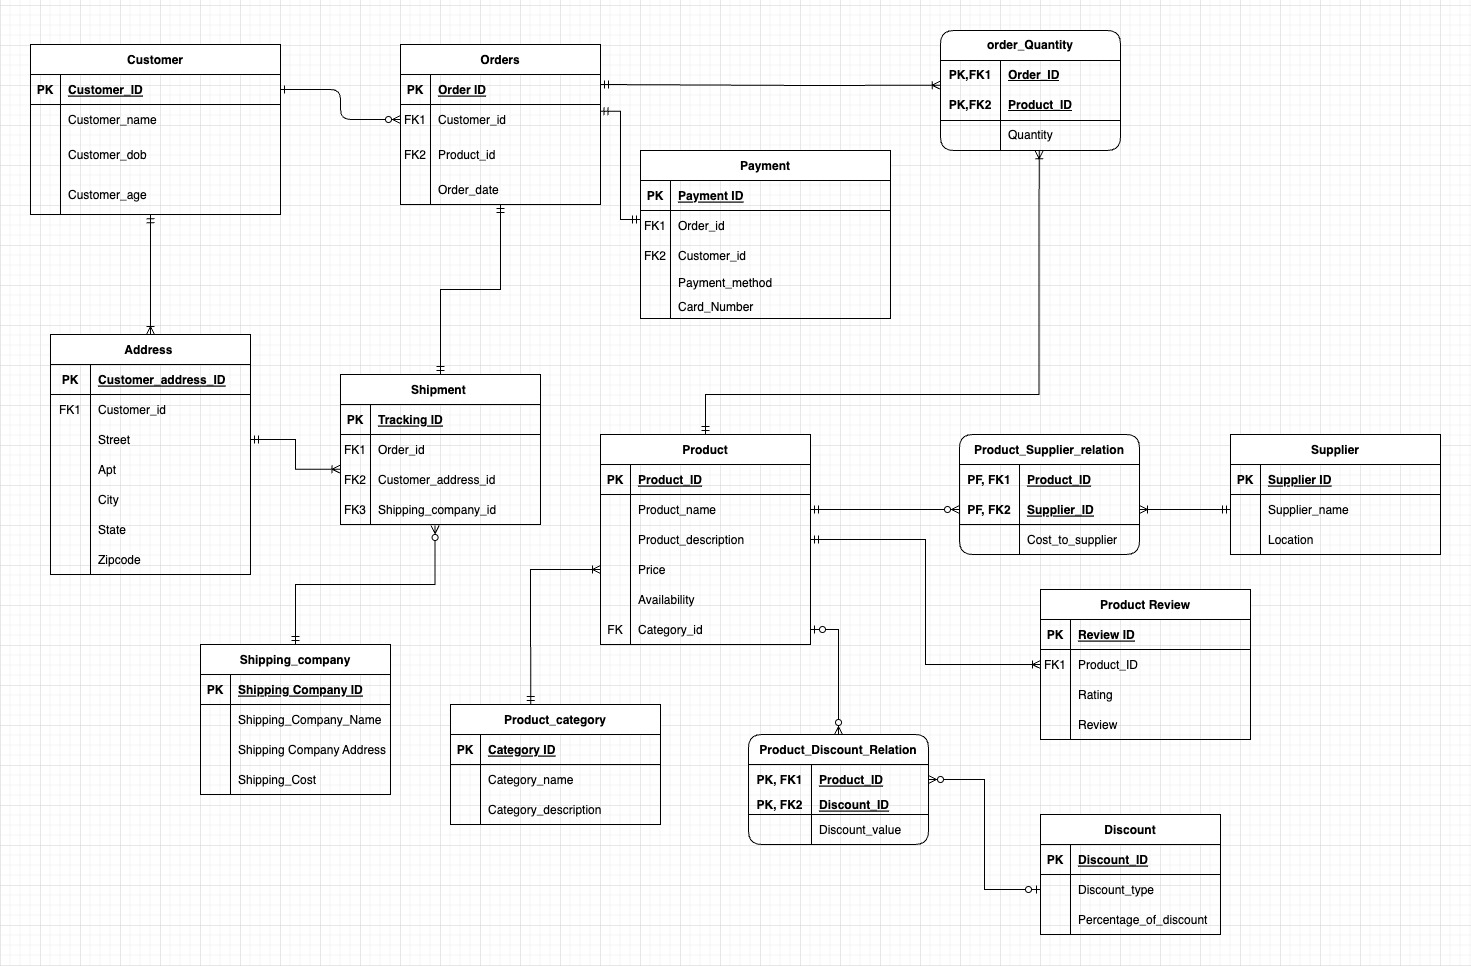 Customer
PK Customer_ID
Customer_name
Customer_dob
Customer_age
Orders
PK Order ID
FK1 Customer_id
FK2 Product_id
Order_date
order_Quantity
PK,FK1 Order_ID
PK,FK2 Product_ID
Quantity
Payment
PK Payment ID
FK1 Order_id
FK2 Customer_id
Payment_method
Card_Number
Address
PK Customer_address_ID
FK1 Customer_id
Street
Apt
City
State
Zipcode
Shipment
PK Tracking ID
FK1 Order_id
FK2 Customer_address_id
FK3 Shipping_company_id
Product
PK Product_ID
Product_name
Product_description
Price
Availability
FK Category_id
Product_Supplier_relation
PF, FK1 Product_ID
PF, FK2 Supplier_ID
Cost_to_supplier
Supplier
PK Supplier ID
Supplier_name
Location
Product Review
PK Review ID
FK1 Product_ID
Rating
Review
Shipping_company
PK Shipping Company ID
Shipping_Company_Name
Shipping Company Address
Shipping_Cost
Product_category
PK Category ID
Category_name
Category_description
Product_Discount_Relation
PK, FK1 Product_ID
PK, FK2 Discount_ID
Discount_value
Discount
PK Discount_ID
Discount_type
Percentage_of_discount